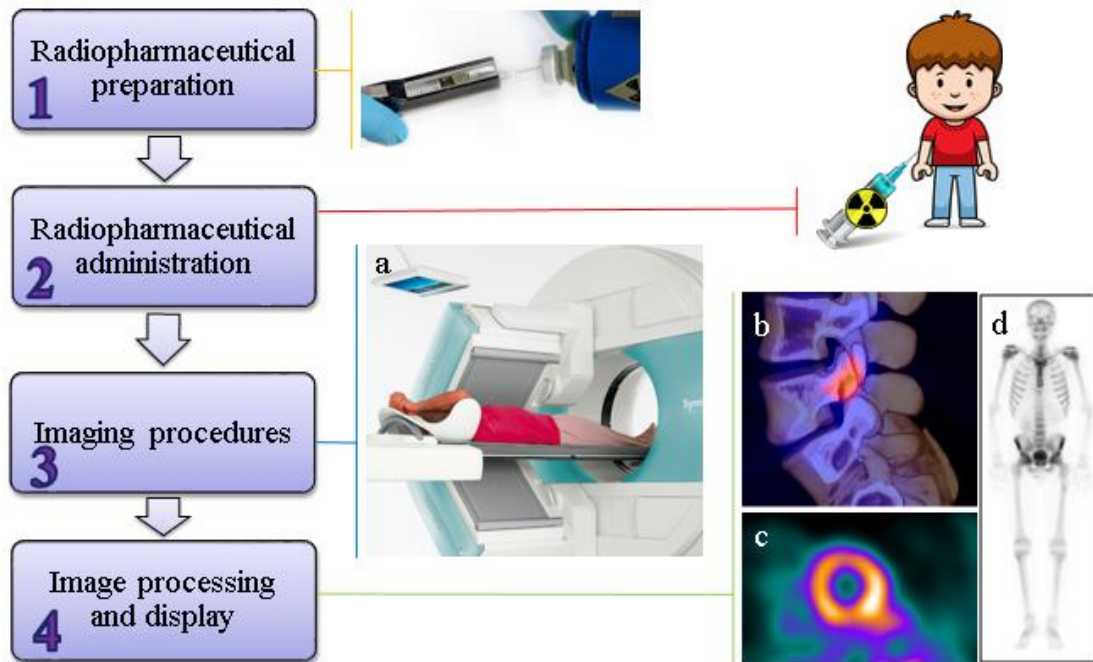 Radiopharmaceutical
preparation
1
Radiopharmaceutical
administration
2
Imaging procedures
3
Image processing
and display
4
a
b
c
d